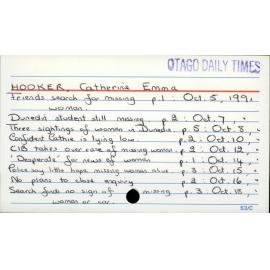 OTAGO DAILY TIMES
HOOKER, Catherine Emma
Friends search for missing p.1 : Oct. 5, 1991
woman.
Dunedin student still missing p.2 : Oct. 7, "
Three sightings of woman in Dunedin p.5 : Oct. 8, "
Confident Cathie is lying low p.2 : Oct. 10, "
CIB takes over case of missing woman p.2 : Oct. 12, "
'Desperate' for news of woman p.1 : Oct. 14, "
Police say little hope missing woman alive p.3 : Oct. 15, "
No plans to close enquiry p.2 : Oct. 16, "
Search finds no sign of missing p.3 : Oct. 18, "
woman or car.
53/C